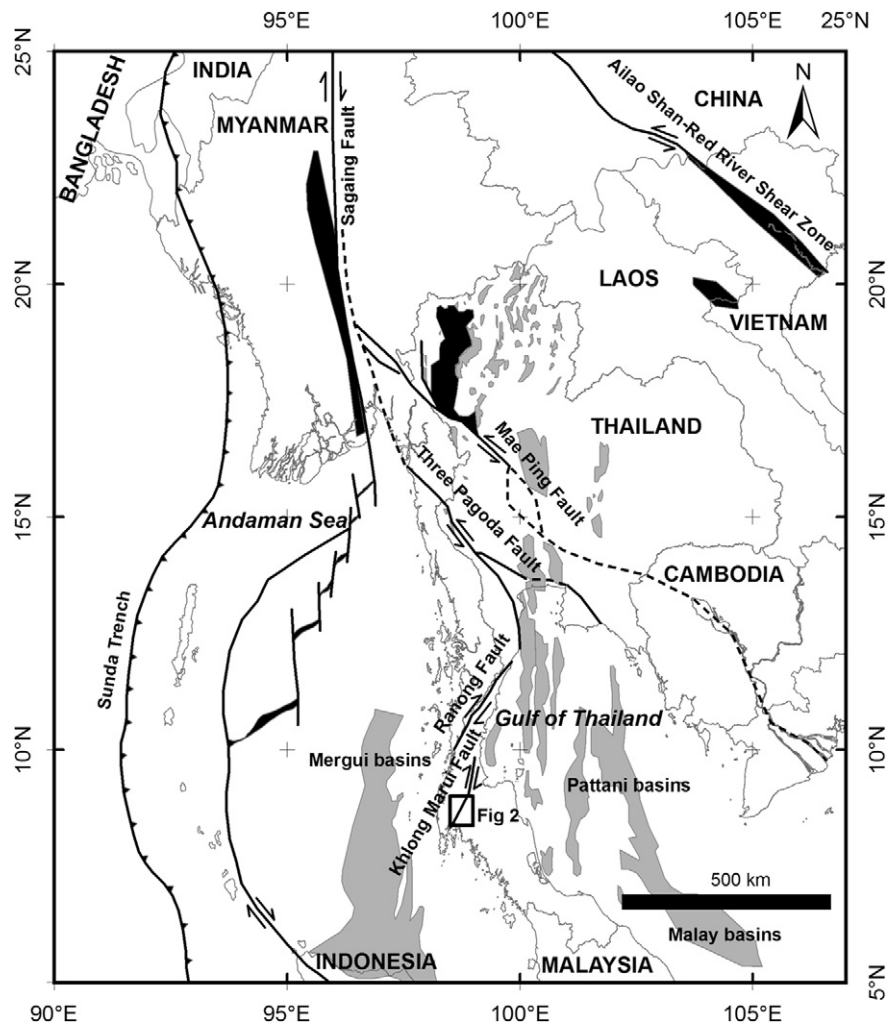 95°E 100°E 105°E 25°N
25°N
INDIA
BANGLADESH
MYANMAR
Sagaing Fault
Ailao Shan-Red River Shear Zone
CHINA
N
20°N
20°N
LAOS
VIETNAM
THAILAND
Mae Ping Fault
Three Pagoda Fault
15°N
15°N
Andaman Sea
CAMBODIA
Sunda Trench
Ranong Fault
Gulf of Thailand
10°N
10°N
Mergui basins
Khlong Marui Fault
Pattani basins
Fig 2
500 km
Malay basins
INDONESIA
MALAYSIA
5°N
90°E 95°E 100°E 105°E